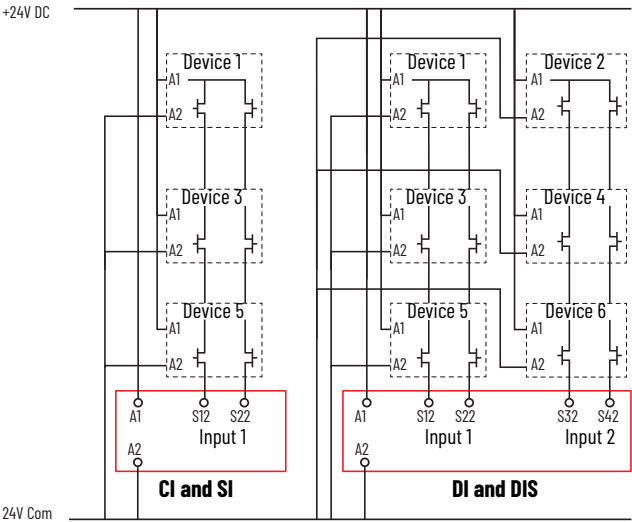 +24V DC
Device 1
A1
A2
Device 3
A1
A2
Device 5
A1
A2
A1
S12
S22
Input 1
A2
CI and SI
Device 1
A1
A2
Device 2
A1
A2
Device 3
A1
A2
Device 4
A1
A2
Device 5
A1
A2
Device 6
A1
A2
A1
S12
S22
S32
S42
Input 1
Input 2
A2
DI and DIS
24V Com